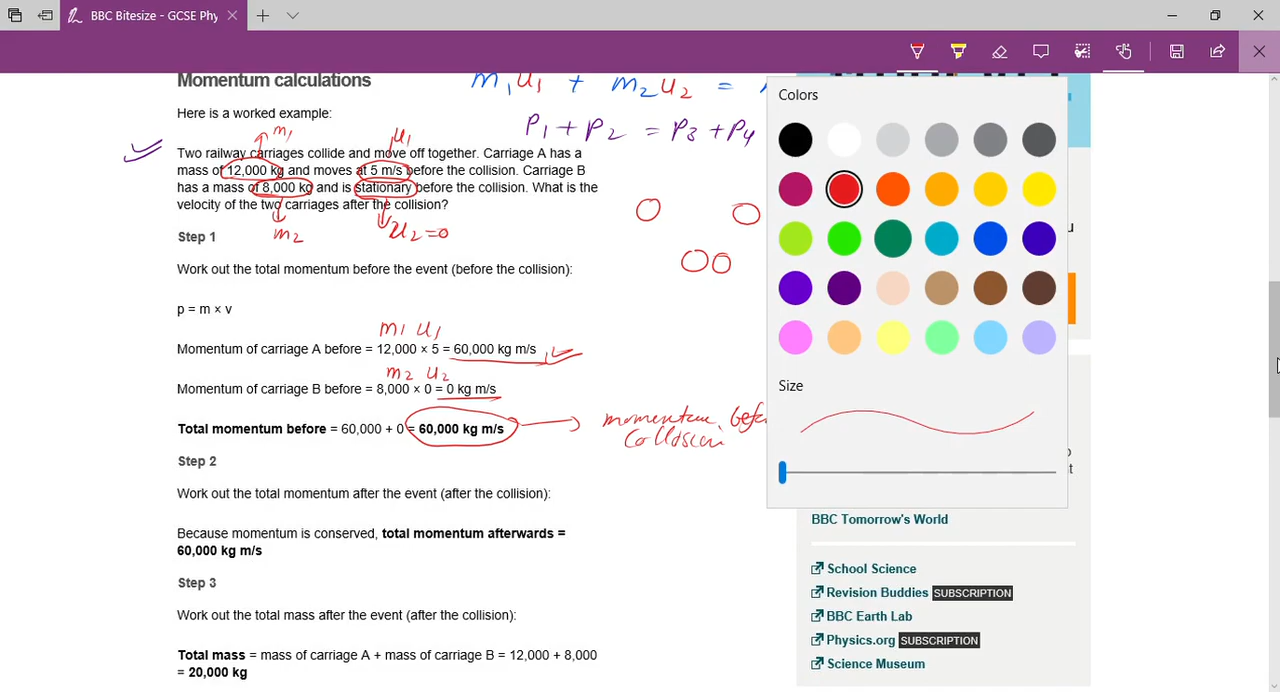 BBC Bitesize - GCSE Phy
Momentum calculations
m1u1 + m2u2 =
Here is a worked example:
p1 + p2 = p3 + p4
m1
u1
Two railway carriages collide and move off together. Carriage A has a
mass of 12,000 kg and moves at 5 m/s before the collision. Carriage B
has a mass of 8,000 kg and is stationary before the collision. What is the
velocity of the two carriages after the collision?
m2
u2 = 0
Step 1
Work out the total momentum before the event (before the collision):
p = m × v
m1 u1
Momentum of carriage A before = 12,000 × 5 = 60,000 kg m/s
m2 u2
Momentum of carriage B before = 8,000 × 0 = 0 kg m/s
Total momentum before = 60,000 + 0 = 60,000 kg m/s
momentum befor
collision
Step 2
Work out the total momentum after the event (after the collision):
Because momentum is conserved, total momentum afterwards =
60,000 kg m/s
Step 3
Work out the total mass after the event (after the collision):
Total mass = mass of carriage A + mass of carriage B = 12,000 + 8,000
= 20,000 kg
Colors
Size
u
t
BBC Tomorrow's World
School Science
Revision Buddies SUBSCRIPTION
BBC Earth Lab
Physics.org SUBSCRIPTION
Science Museum